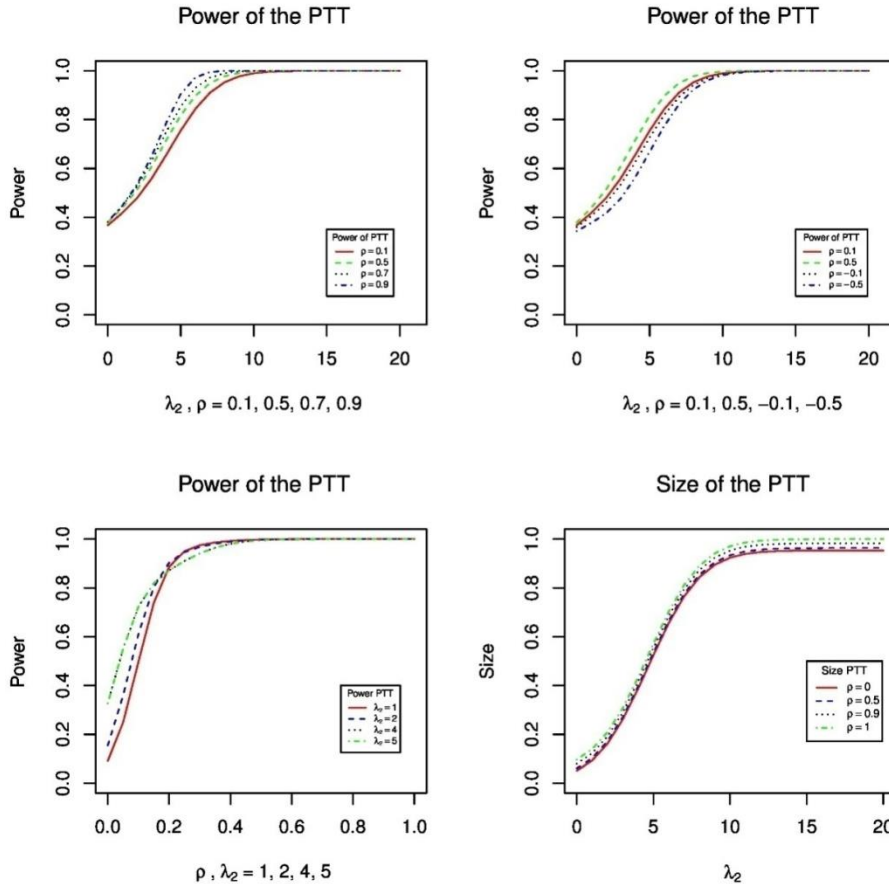 Power of the PTT
Power
0.0 0.2 0.4 0.6 0.8 1.0
Power of PTT
ρ = 0.1
ρ = 0.5
ρ = 0.7
ρ = 0.9
0 5 10 15 20
λ2 , ρ = 0.1, 0.5, 0.7, 0.9
Power of the PTT
Power
0.0 0.2 0.4 0.6 0.8 1.0
Power of PTT
ρ = 0.1
ρ = 0.5
ρ = −0.1
ρ = −0.5
0 5 10 15 20
λ2 , ρ = 0.1, 0.5, −0.1, −0.5
Power of the PTT
Power
0.0 0.2 0.4 0.6 0.8 1.0
Power PTT
λ2 = 1
λ2 = 2
λ2 = 4
λ2 = 5
0.0 0.2 0.4 0.6 0.8 1.0
ρ , λ2 = 1, 2, 4, 5
Size of the PTT
Size
0.0 0.2 0.4 0.6 0.8 1.0
Size PTT
ρ = 0
ρ = 0.5
ρ = 0.9
ρ = 1
0 5 10 15 20
λ2